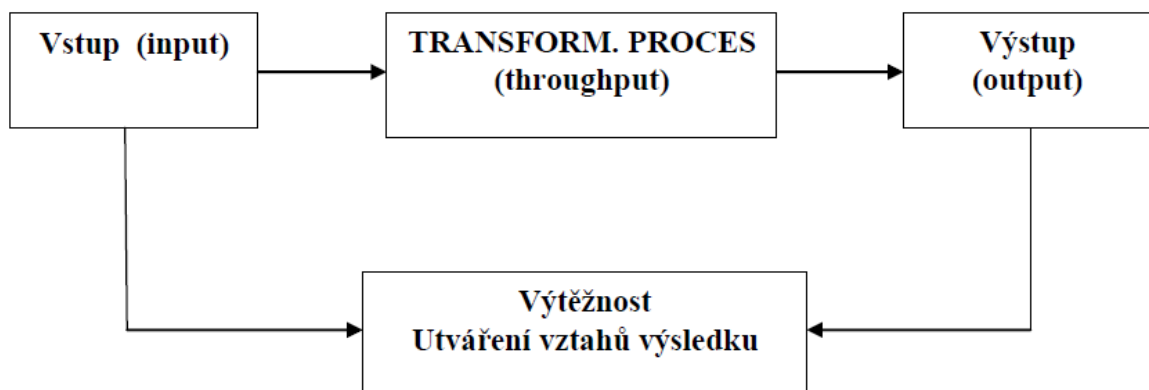 Vstup (input)
TRANSFORM. PROCES
(throughput)
Výstup
(output)
Výtěžnost
Utváření vztahů výsledku